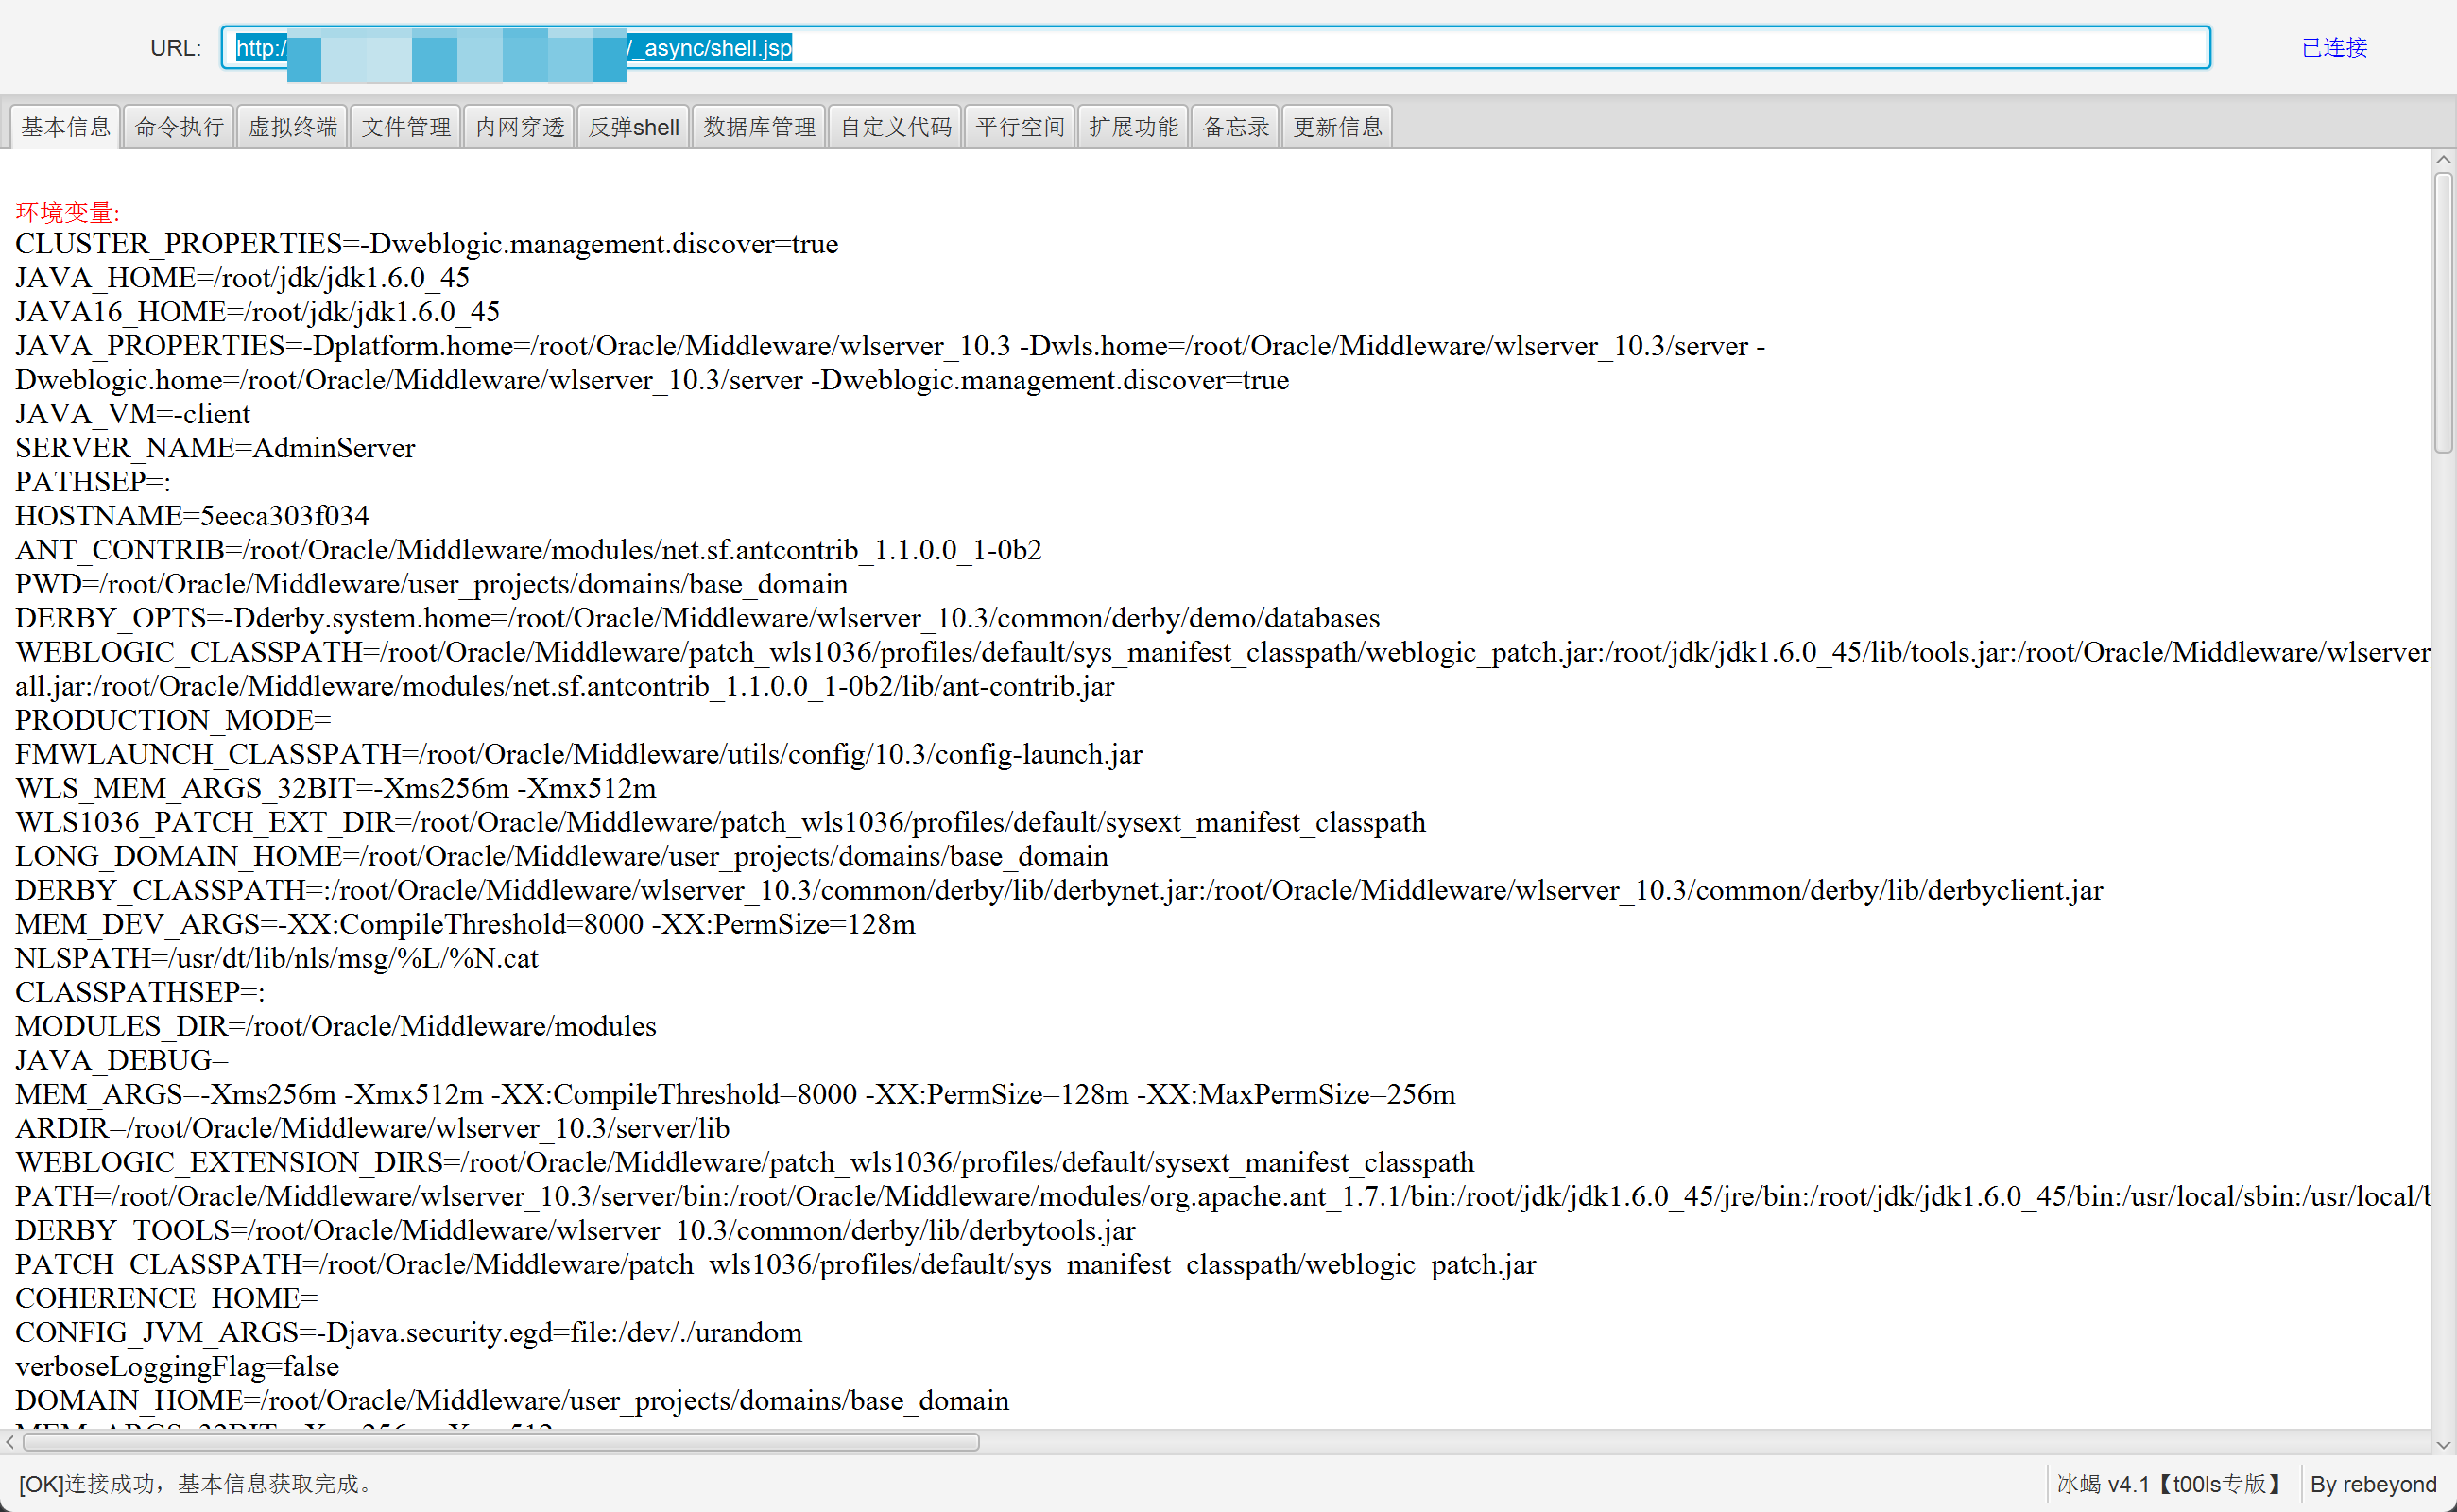 URL: http:/ /_async/shell.jsp 已连接
基本信息 命令执行 虚拟终端 文件管理 内网穿透 反弹shell 数据库管理 自定义代码 平行空间 扩展功能 备忘录 更新信息
环境变量:
CLUSTER_PROPERTIES=-Dweblogic.management.discover=true
JAVA_HOME=/root/jdk/jdk1.6.0_45
JAVA16_HOME=/root/jdk/jdk1.6.0_45
JAVA_PROPERTIES=-Dplatform.home=/root/Oracle/Middleware/wlserver_10.3 -Dwls.home=/root/Oracle/Middleware/wlserver_10.3/server -
Dweblogic.home=/root/Oracle/Middleware/wlserver_10.3/server -Dweblogic.management.discover=true
JAVA_VM=-client
SERVER_NAME=AdminServer
PATHSEP=:
HOSTNAME=5eeca303f034
ANT_CONTRIB=/root/Oracle/Middleware/modules/net.sf.antcontrib_1.1.0.0_1-0b2
PWD=/root/Oracle/Middleware/user_projects/domains/base_domain
DERBY_OPTS=-Dderby.system.home=/root/Oracle/Middleware/wlserver_10.3/common/derby/demo/databases
WEBLOGIC_CLASSPATH=/root/Oracle/Middleware/patch_wls1036/profiles/default/sys_manifest_classpath/weblogic_patch.jar:/root/jdk/jdk1.6.0_45/lib/tools.jar:/root/Oracle/Middleware/wlserver
all.jar:/root/Oracle/Middleware/modules/net.sf.antcontrib_1.1.0.0_1-0b2/lib/ant-contrib.jar
PRODUCTION_MODE=
FMWLAUNCH_CLASSPATH=/root/Oracle/Middleware/utils/config/10.3/config-launch.jar
WLS_MEM_ARGS_32BIT=-Xms256m -Xmx512m
WLS1036_PATCH_EXT_DIR=/root/Oracle/Middleware/patch_wls1036/profiles/default/sysext_manifest_classpath
LONG_DOMAIN_HOME=/root/Oracle/Middleware/user_projects/domains/base_domain
DERBY_CLASSPATH=:/root/Oracle/Middleware/wlserver_10.3/common/derby/lib/derbynet.jar:/root/Oracle/Middleware/wlserver_10.3/common/derby/lib/derbyclient.jar
MEM_DEV_ARGS=-XX:CompileThreshold=8000 -XX:PermSize=128m
NLSPATH=/usr/dt/lib/nls/msg/%L/%N.cat
CLASSPATHSEP=:
MODULES_DIR=/root/Oracle/Middleware/modules
JAVA_DEBUG=
MEM_ARGS=-Xms256m -Xmx512m -XX:CompileThreshold=8000 -XX:PermSize=128m -XX:MaxPermSize=256m
ARDIR=/root/Oracle/Middleware/wlserver_10.3/server/lib
WEBLOGIC_EXTENSION_DIRS=/root/Oracle/Middleware/patch_wls1036/profiles/default/sysext_manifest_classpath
PATH=/root/Oracle/Middleware/wlserver_10.3/server/bin:/root/Oracle/Middleware/modules/org.apache.ant_1.7.1/bin:/root/jdk/jdk1.6.0_45/jre/bin:/root/jdk/jdk1.6.0_45/bin:/usr/local/sbin:/usr/local/
DERBY_TOOLS=/root/Oracle/Middleware/wlserver_10.3/common/derby/lib/derbytools.jar
PATCH_CLASSPATH=/root/Oracle/Middleware/patch_wls1036/profiles/default/sys_manifest_classpath/weblogic_patch.jar
COHERENCE_HOME=
CONFIG_JVM_ARGS=-Djava.security.egd=file:/dev/./urandom
verboseLoggingFlag=false
DOMAIN_HOME=/root/Oracle/Middleware/user_projects/domains/base_domain
[OK]连接成功，基本信息获取完成。 冰蝎 v4.1【t00ls专版】 By rebeyond